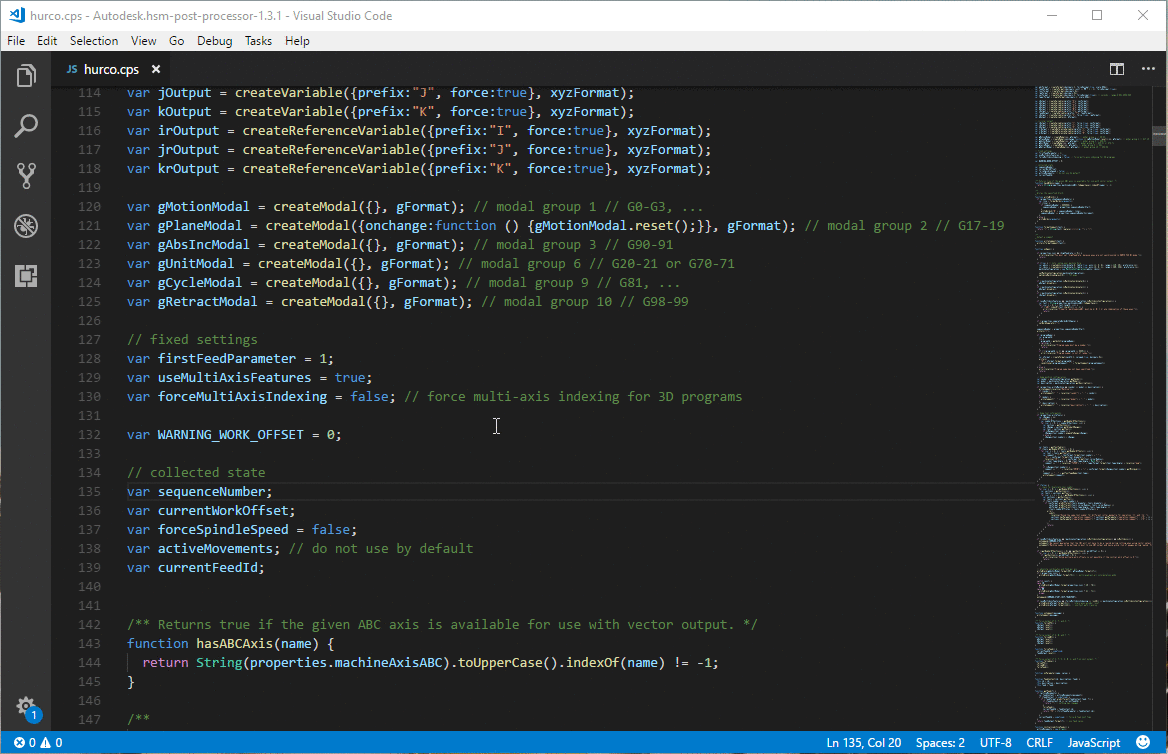 hurco.cps - Autodesk.hsm-post-processor-1.3.1 - Visual Studio Code
File Edit Selection View Go Debug Tasks Help
JS hurco.cps
114 var jOutput = createVariable({prefix:"J", force:true}, xyzFormat);
115 var kOutput = createVariable({prefix:"K", force:true}, xyzFormat);
116 var irOutput = createReferenceVariable({prefix:"I", force:true}, xyzFormat);
117 var jrOutput = createReferenceVariable({prefix:"J", force:true}, xyzFormat);
118 var krOutput = createReferenceVariable({prefix:"K", force:true}, xyzFormat);
119
120 var gMotionModal = createModal({}, gFormat); // modal group 1 // G0-G3, ...
121 var gPlaneModal = createModal({onchange:function () {gMotionModal.reset();}}, gFormat); // modal group 2 // G17-19
122 var gAbsIncModal = createModal({}, gFormat); // modal group 3 // G90-91
123 var gUnitModal = createModal({}, gFormat); // modal group 6 // G20-21 or G70-71
124 var gCycleModal = createModal({}, gFormat); // modal group 9 // G81, ...
125 var gRetractModal = createModal({}, gFormat); // modal group 10 // G98-99
126
127 // fixed settings
128 var firstFeedParameter = 1;
129 var useMultiAxisFeatures = true;
130 var forceMultiAxisIndexing = false; // force multi-axis indexing for 3D programs
131
132 var WARNING_WORK_OFFSET = 0;
133
134 // collected state
135 var sequenceNumber;
136 var currentWorkOffset;
137 var forceSpindleSpeed = false;
138 var activeMovements; // do not use by default
139 var currentFeedId;
140
141
142 /** Returns true if the given ABC axis is available for use with vector output. */
143 function hasABCAxis(name) {
144 return String(properties.machineAxisABC).toUpperCase().indexOf(name) != -1;
145 }
146
147 /**
1
0 0 Ln 135, Col 20 Spaces: 2 UTF-8 CRLF JavaScript